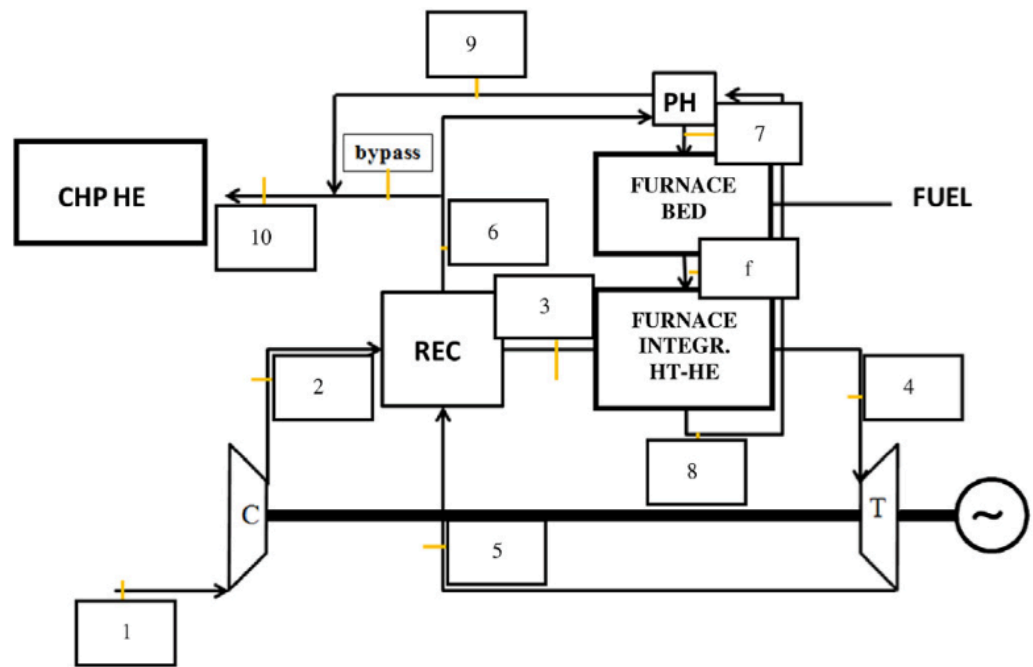 9
PH
7
bypass
CHP HE
FURNACE
BED
FUEL
10
6
f
3
REC
FURNACE
INTEGR.
HT-HE
2
4
8
C
T
~
5
1